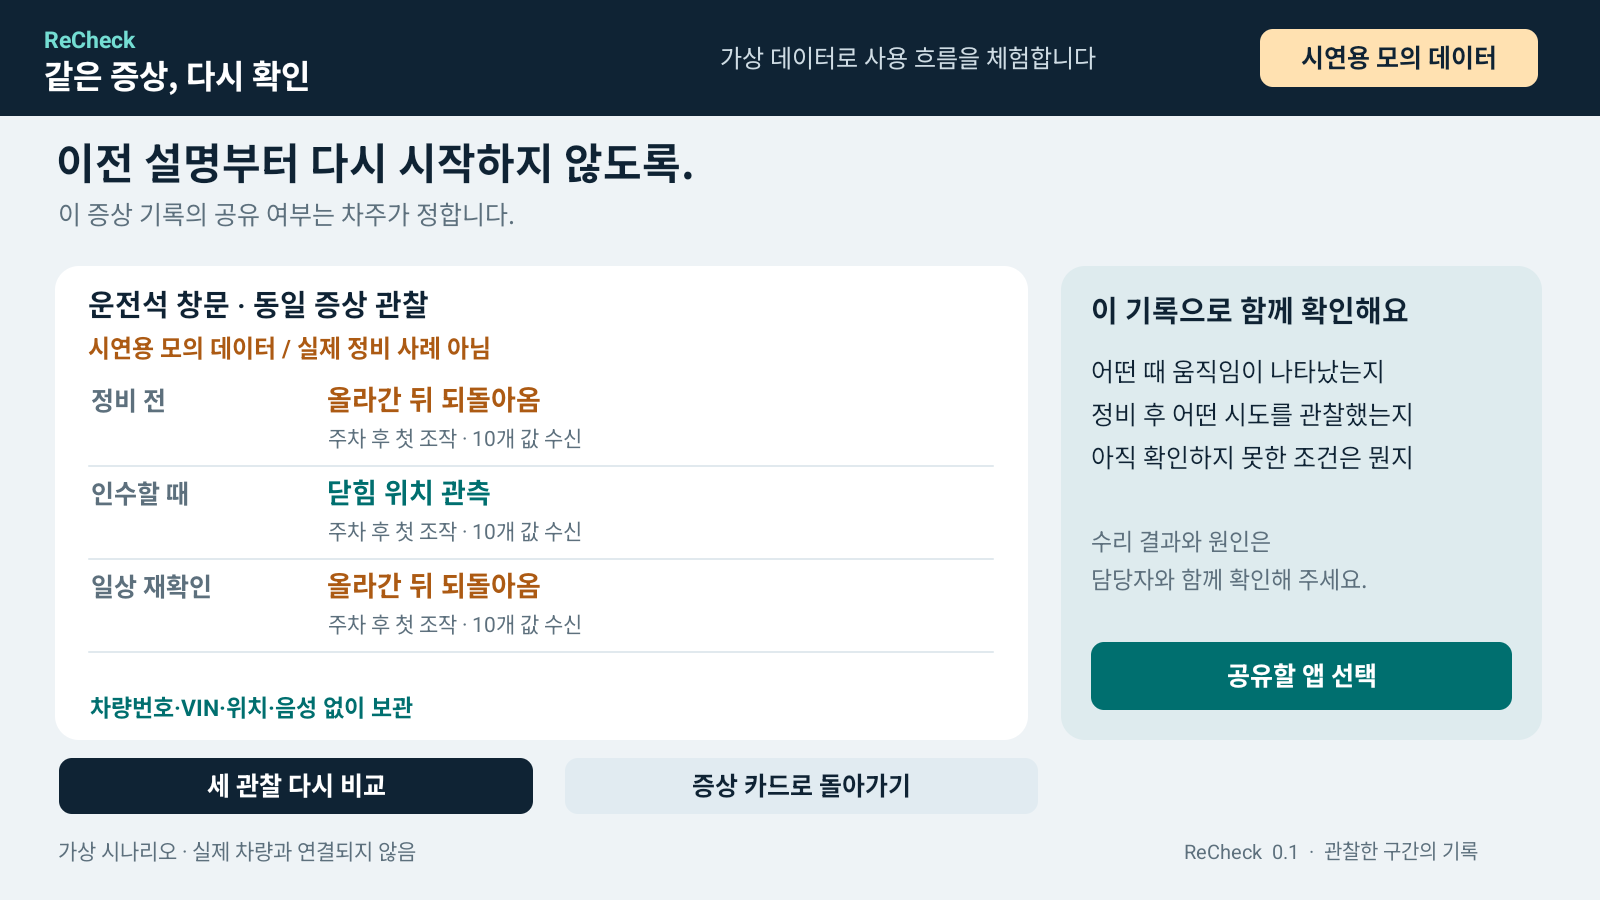 ReCheck
같은 증상, 다시 확인
가상 데이터로 사용 흐름을 체험합니다
시연용 모의 데이터
이전 설명부터 다시 시작하지 않도록.
이 증상 기록의 공유 여부는 차주가 정합니다.
운전석 창문 · 동일 증상 관찰
시연용 모의 데이터 / 실제 정비 사례 아님
정비 전
올라간 뒤 되돌아옴
주차 후 첫 조작 · 10개 값 수신
인수할 때
닫힘 위치 관측
주차 후 첫 조작 · 10개 값 수신
일상 재확인
올라간 뒤 되돌아옴
주차 후 첫 조작 · 10개 값 수신
차량번호·VIN·위치·음성 없이 보관
이 기록으로 함께 확인해요
어떤 때 움직임이 나타났는지
정비 후 어떤 시도를 관찰했는지
아직 확인하지 못한 조건은 뭔지
수리 결과와 원인은
담당자와 함께 확인해 주세요.
공유할 앱 선택
세 관찰 다시 비교
증상 카드로 돌아가기
가상 시나리오 · 실제 차량과 연결되지 않음
ReCheck 0.1 · 관찰한 구간의 기록